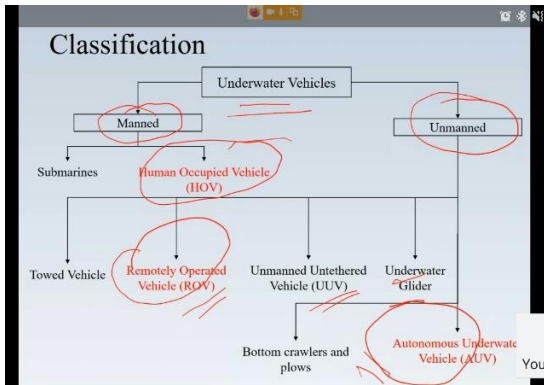 Classification
Underwater Vehicles
Manned
Unmanned
Submarines
Human Occupied Vehicle
(HOV)
Towed Vehicle
Remotely Operated
Vehicle (ROV)
Unmanned Untethered
Vehicle (UUV)
Underwater
Glider
Bottom crawlers and
plows
Autonomous Underwate
Vehicle (AUV)
You